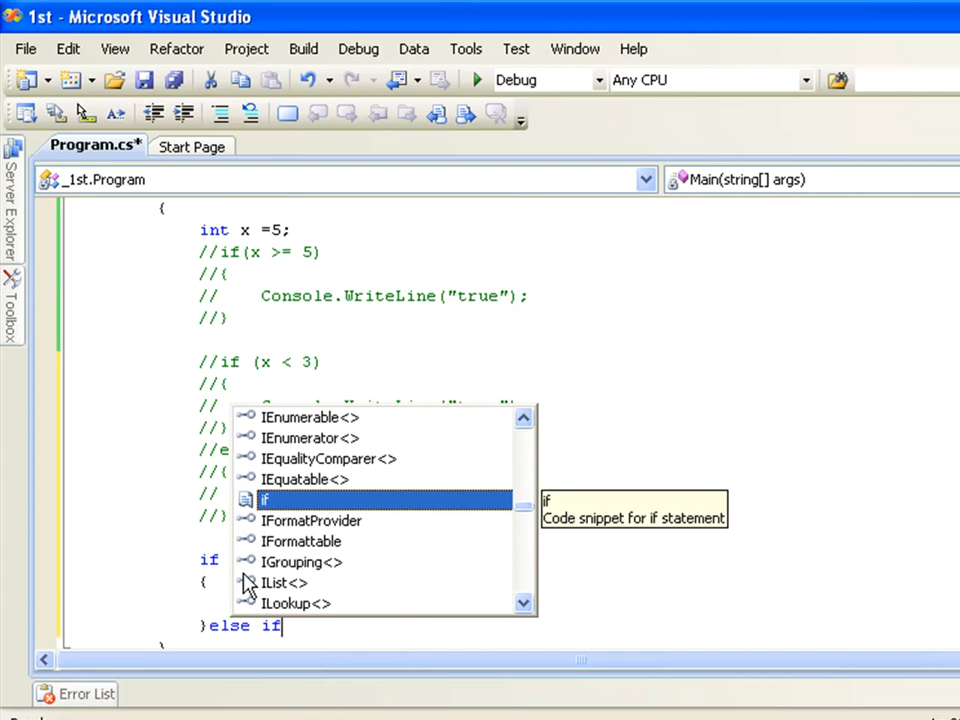 1st - Microsoft Visual Studio
File Edit View Refactor Project Build Debug Data Tools Test Window Help
Debug Any CPU
Program.cs* Start Page
Server Explorer
Toolbox
_1st.Program Main(string[] args)
{
int x =5;
//if(x >= 5)
//{
// Console.WriteLine("true");
//}
//if (x < 3)
//{
//
//}
//e
//{
//
//}
if
{
}else if
IEnumerable<>
IEnumerator<>
IEqualityComparer<>
IEquatable<>
if
IFormatProvider
IFormattable
IGrouping<>
IList<>
ILookup<>
if
Code snippet for if statement
Error List